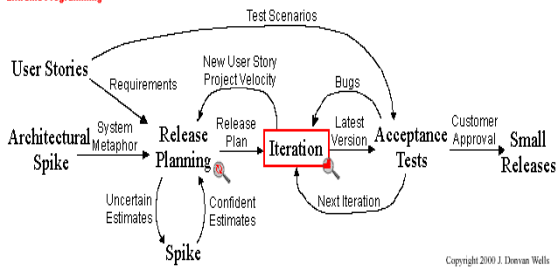 Test Scenarios
User Stories
New User Story
Project Velocity
Bugs
Requirements
System
Metaphor
Release
Plan
Latest
Version
Customer
Approval
Architectural
Spike
Release
Planning
Iteration
Acceptance
Tests
Small
Releases
Uncertain
Estimates
Confident
Estimates
Next Iteration
Spike
Copyright 2000 J. Donvan Wells